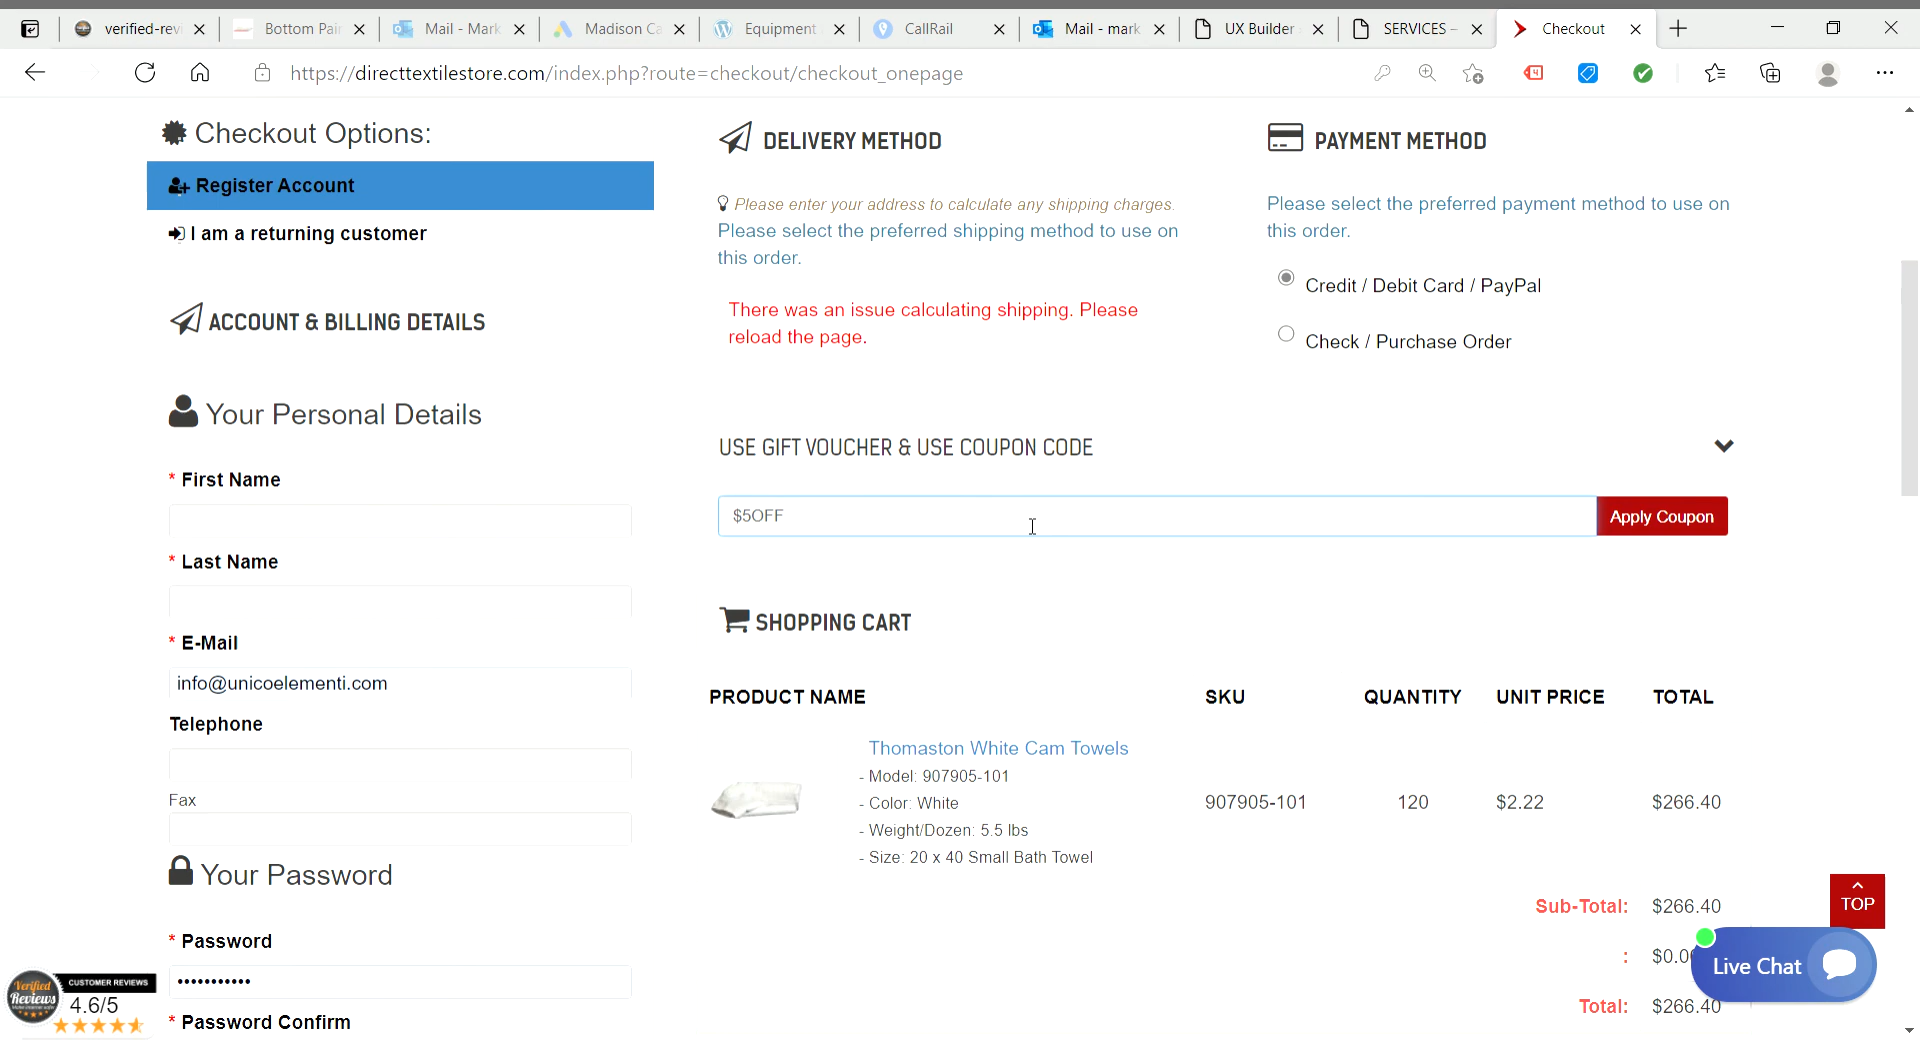 verified-revi
Bottom Pain
Mail - Mark
Madison Ca
Equipment
CallRail
Mail - mark
UX Builder
SERVICES –
Checkout
https://directtextilestore.com/index.php?route=checkout/checkout_onepage
Checkout Options:
Register Account
I am a returning customer
ACCOUNT & BILLING DETAILS
Your Personal Details
* First Name
* Last Name
* E-Mail
info@unicoelementi.com
Telephone
Fax
Your Password
* Password
•••••••••••
* Password Confirm
DELIVERY METHOD
Please enter your address to calculate any shipping charges.
Please select the preferred shipping method to use on
this order.
There was an issue calculating shipping. Please
reload the page.
PAYMENT METHOD
Please select the preferred payment method to use on
this order.
Credit / Debit Card / PayPal
Check / Purchase Order
USE GIFT VOUCHER & USE COUPON CODE
$5OFF
Apply Coupon
SHOPPING CART
PRODUCT NAME SKU QUANTITY UNIT PRICE TOTAL
Thomaston White Cam Towels
- Model: 907905-101
- Color: White
- Weight/Dozen: 5.5 lbs
- Size: 20 x 40 Small Bath Towel
907905-101 120 $2.22 $266.40
Sub-Total: $266.40
: $0.00
Total: $266.40
TOP
Live Chat
Verified
Reviews
CUSTOMER REVIEWS
4.6/5